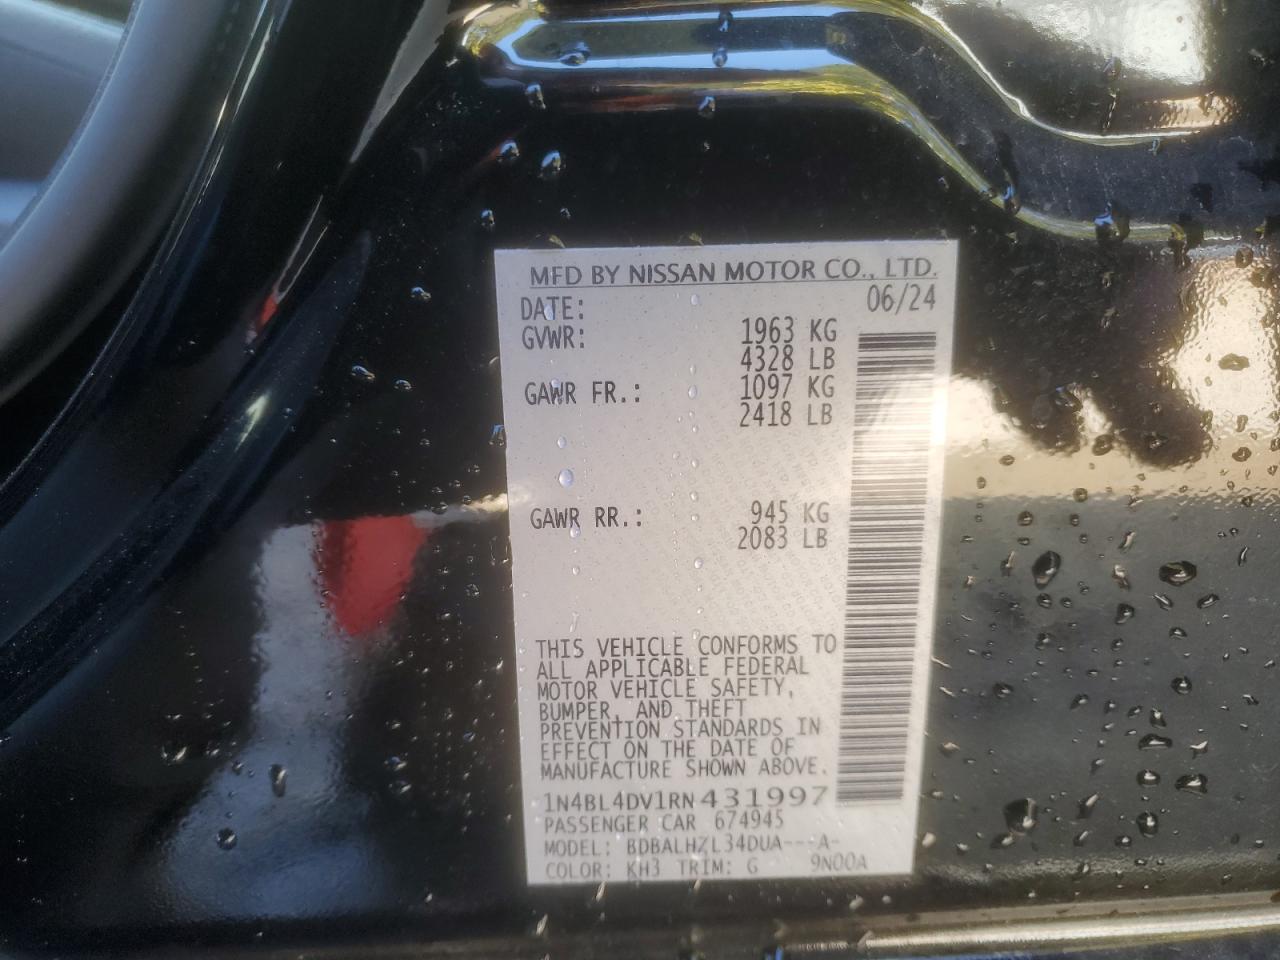 MFD BY NISSAN MOTOR CO., LTD.
DATE: 06/24
GVWR: 1963 KG
4328 LB
GAWR FR.: 1097 KG
2418 LB
GAWR RR.: 945 KG
2083 LB
THIS VEHICLE CONFORMS TO
ALL APPLICABLE FEDERAL
MOTOR VEHICLE SAFETY,
BUMPER, AND THEFT
PREVENTION STANDARDS IN
EFFECT ON THE DATE OF
MANUFACTURE SHOWN ABOVE.
1N4BL4DV1RN431997
PASSENGER CAR 674945
MODEL: BDBALHZL34DUA---A-
COLOR: KH3 TRIM: G 9N00A